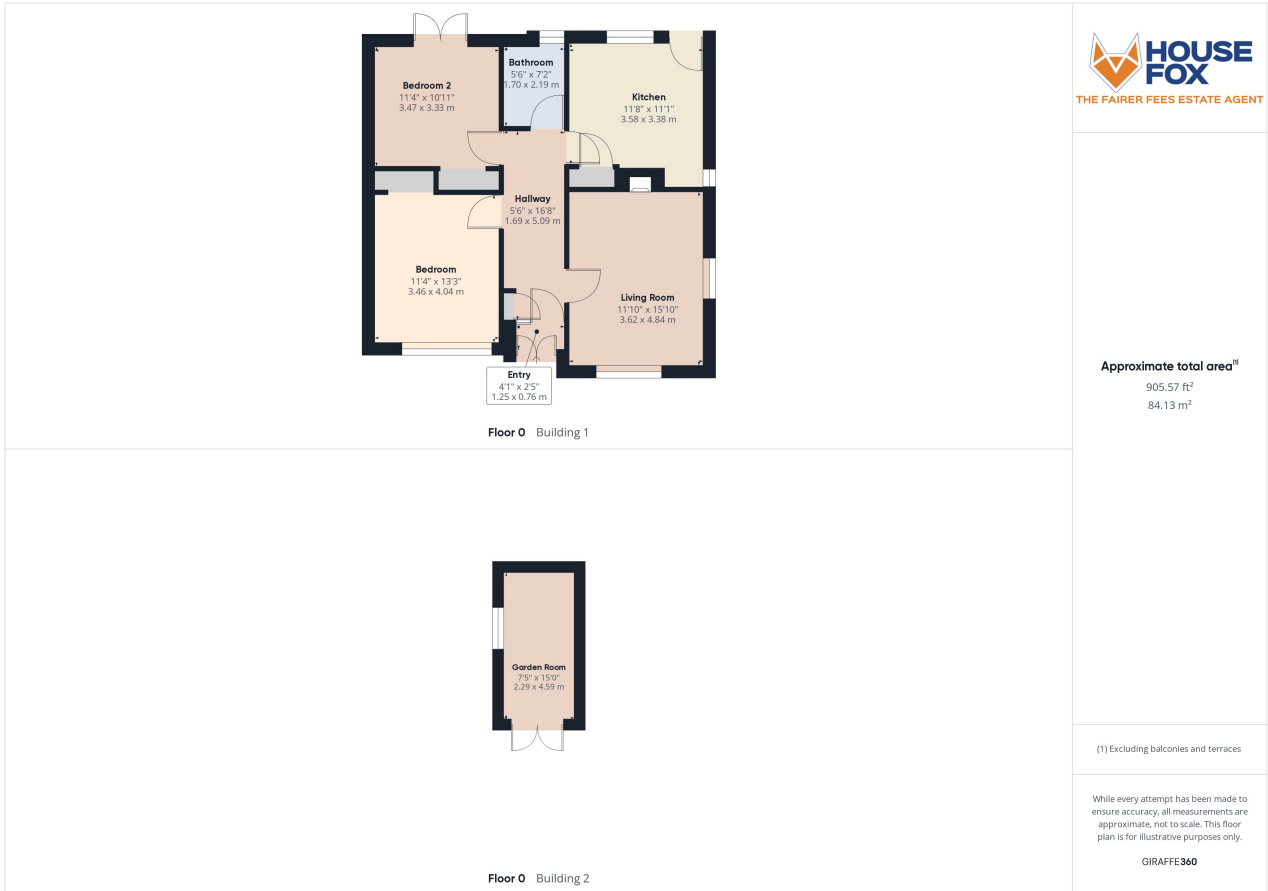 Bedroom 2
11'4" x 10'11"
3.47 x 3.33 m
Bathroom
5'6" x 7'2"
1.70 x 2.19 m
Kitchen
11'8" x 11'1"
3.58 x 3.38 m
Hallway
5'6" x 16'8"
1.69 x 5.09 m
Bedroom
11'4" x 13'3"
3.46 x 4.04 m
Living Room
11'10" x 15'10"
3.62 x 4.84 m
Entry
4'1" x 2'5"
1.25 x 0.76 m
Floor 0 Building 1
Garden Room
7'5" x 15'0"
2.29 x 4.59 m
Floor 0 Building 2
HOUSE
FOX
THE FAIRER FEES ESTATE AGENT
Approximate total area(1)
905.57 ft²
84.13 m²
(1) Excluding balconies and terraces
While every attempt has been made to
ensure accuracy, all measurements are
approximate, not to scale. This floor
plan is for illustrative purposes only.
GIRAFFE360